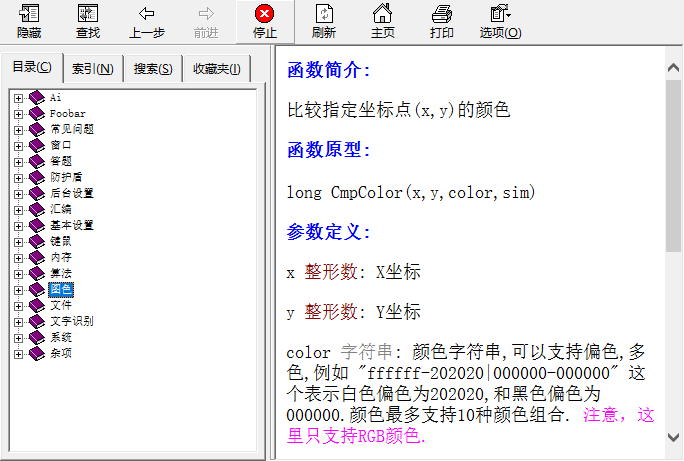 隐藏 查找 上一步 前进 停止 刷新 主页 打印 选项(O)
目录(C) 索引(N) 搜索(S) 收藏夹(I)
Ai
Foobar
常见问题
窗口
答题
防护盾
后台设置
汇编
基本设置
键鼠
内存
算法
图色
文件
文字识别
系统
杂项
函数简介:
比较指定坐标点(x,y)的颜色
函数原型:
long CmpColor(x,y,color,sim)
参数定义:
x 整形数: X坐标
y 整形数: Y坐标
color 字符串: 颜色字符串,可以支持偏色,多
色,例如 "ffffff-202020|000000-000000" 这
个表示白色偏色为202020,和黑色偏色为
000000.颜色最多支持10种颜色组合. 注意，这
里只支持RGB颜色.